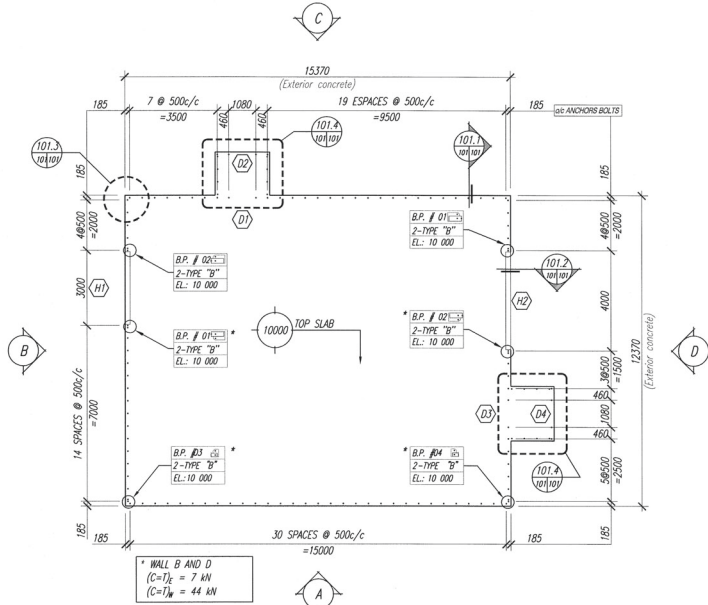 C
15370
(Exterior concrete)
185
7 @ 500c/c
=3500
460
1080
460
19 ESPACES @ 500c/c
=9500
185
o/c ANCHORS BOLTS
101.3
101 101
101.4
101 101
101.1
101 101
D2
D1
185
185
4@500
=2000
B.P. # 02
2-TYPE "B"
EL.: 10 000
B.P. # 01
2-TYPE "B"
EL.: 10 000
4@500
=2000
101.2
101 101
H1
3000
H2
4000
12370
(Exterior concrete)
B
B.P. # 01 *
2-TYPE "B"
EL.: 10 000
10000
TOP SLAB
* B.P. # 02
2-TYPE "B"
EL.: 10 000
D
14 SPACES @ 500c/c
=7000
3@500
=1500
460
1080
460
D3
D4
B.P. #03 *
2-TYPE "B"
EL.: 10 000
* B.P. #04
2-TYPE "B"
EL.: 10 000
101.4
101 101
5@500
=2500
185
185
185
30 SPACES @ 500c/c
=15000
185
* WALL B AND D
(C=T)E = 7 kN
(C=T)W = 44 kN
A